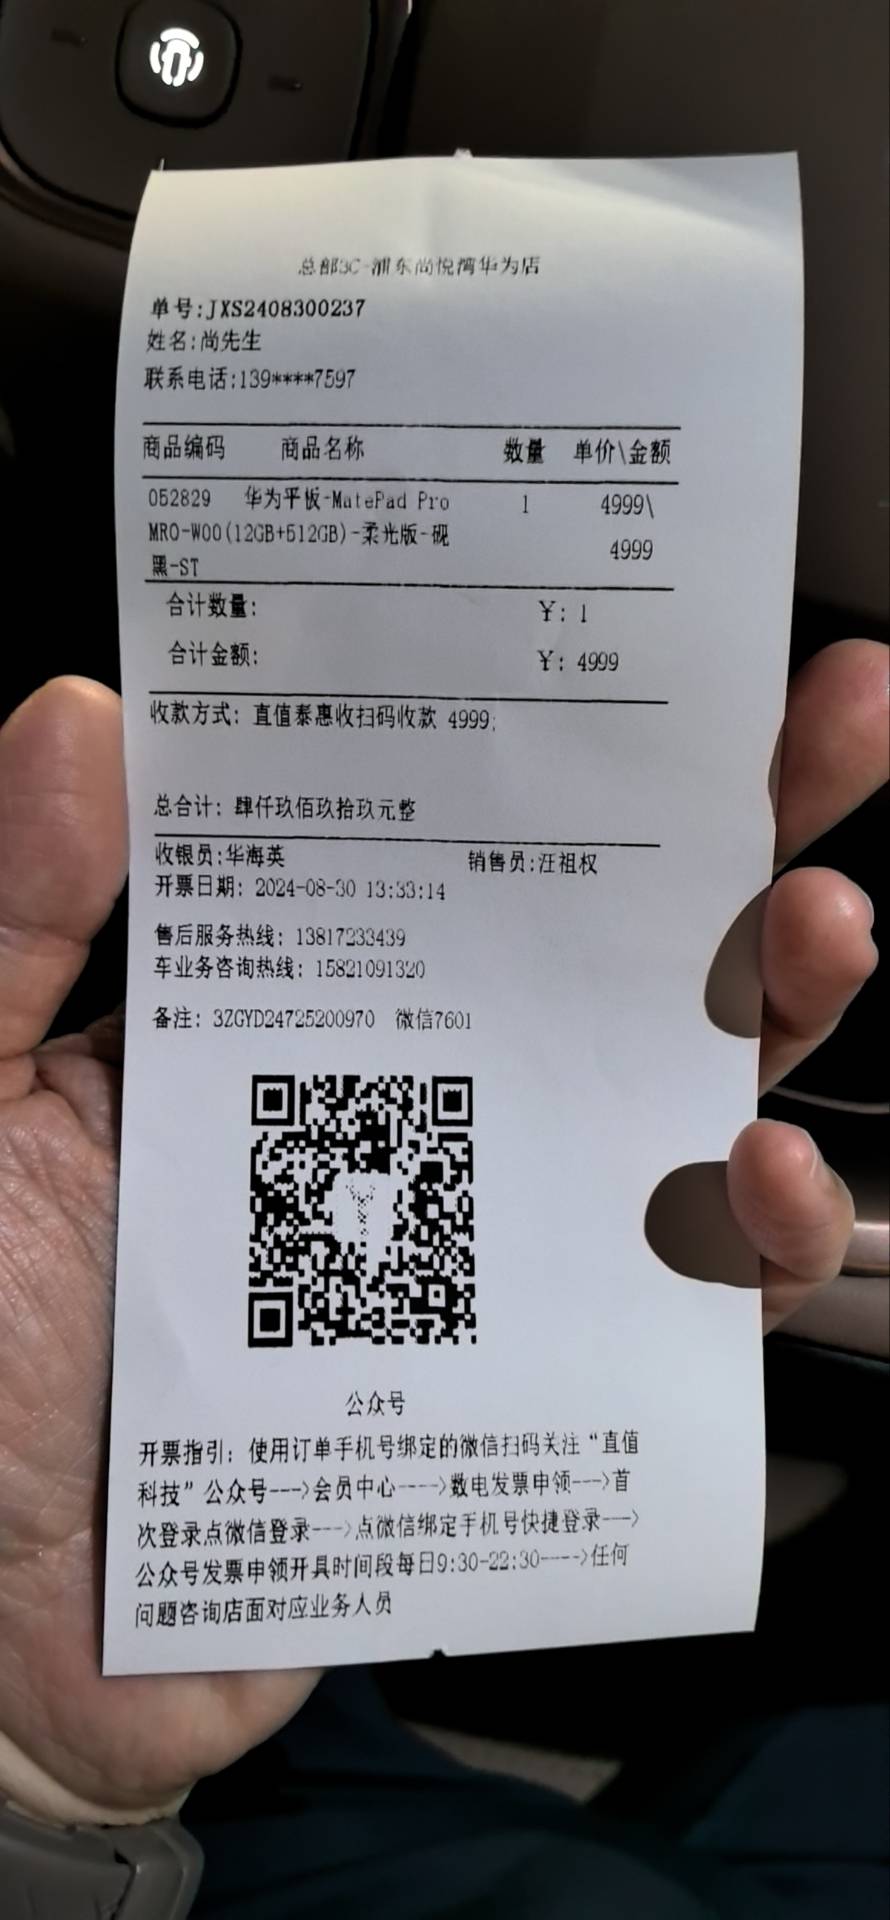 总部3C-浦东尚悦湾华为店
单号:JXS2408300237
姓名:尚先生
联系电话:139****7597
商品编码 商品名称 数量 单价\金额
052829 华为平板-MatePad Pro 1 4999\
MRO-W00(12GB+512GB)-柔光版-砚 4999
黑-ST
合计数量: ¥: 1
合计金额: ¥: 4999
收款方式: 直值泰惠收扫码收款 4999;
总合计: 肆仟玖佰玖拾玖元整
收银员:华海英 销售员:汪祖权
开票日期: 2024-08-30 13:33:14
售后服务热线: 13817233439
车业务咨询热线: 15821091320
备注: 3ZGYD24725200970 微信7601
公众号
开票指引: 使用订单手机号绑定的微信扫码关注“直值
科技”公众号--->会员中心---->数电发票申领--->首
次登录点微信登录--->点微信绑定手机号快捷登录--->
公众号发票申领开具时间段每日9:30-22:30---->任何
问题咨询店面对应业务人员